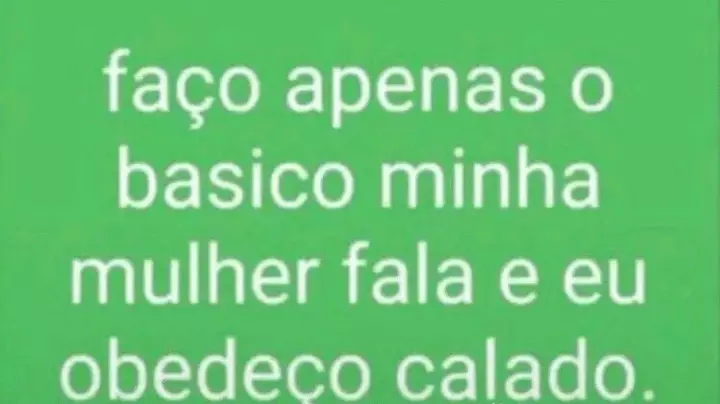 faço apenas o
basico minha
mulher fala e eu
obedeço calado.